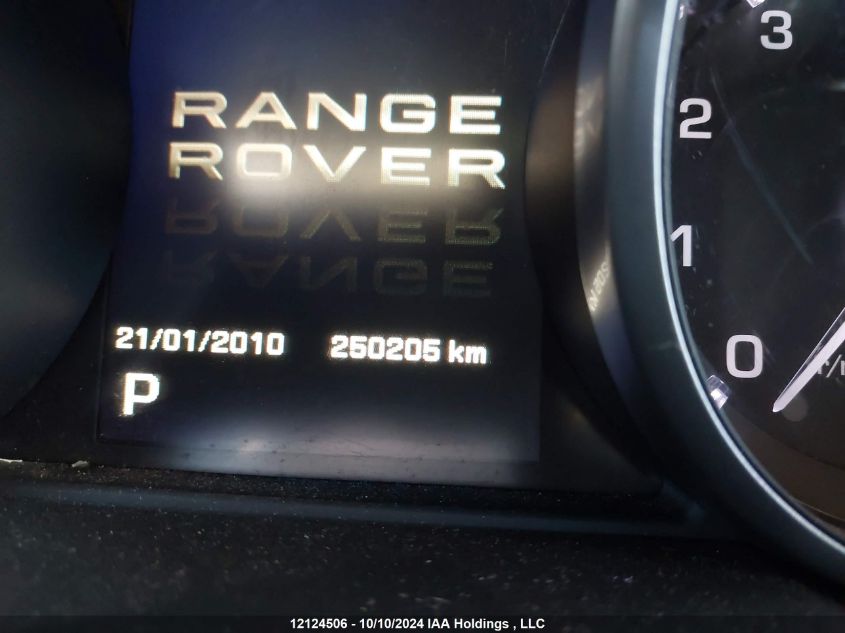 RANGE
ROVER
21/01/2010 250205 km
P
3
2
1
0
12124506 - 10/10/2024 IAA Holdings , LLC